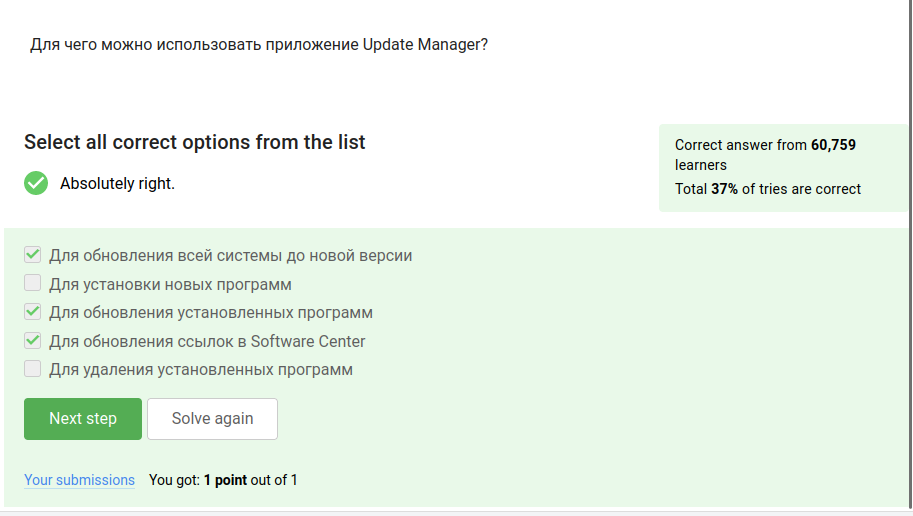 Для чего можно использовать приложение Update Manager?
Select all correct options from the list
Absolutely right.
Correct answer from 60,759
learners
Total 37% of tries are correct
Для обновления всей системы до новой версии
Для установки новых программ
Для обновления установленных программ
Для обновления ссылок в Software Center
Для удаления установленных программ
Next step
Solve again
Your submissions You got: 1 point out of 1